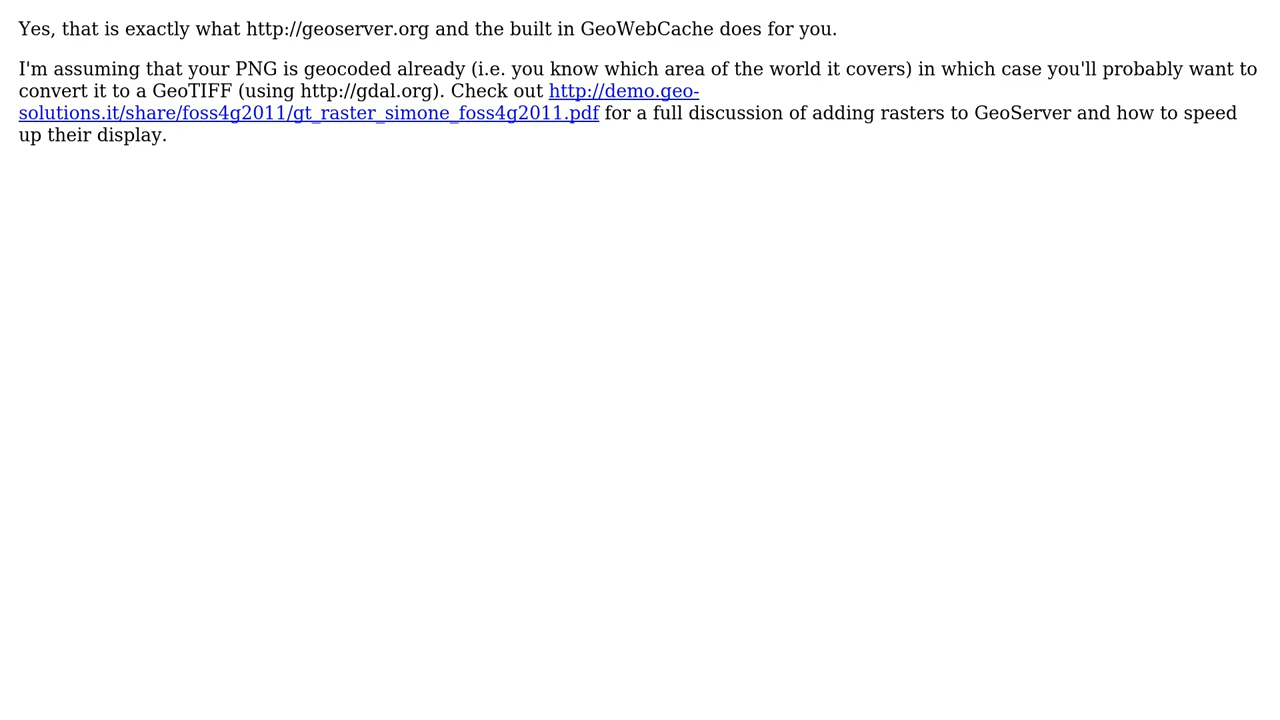 Yes, that is exactly what http://geoserver.org and the built in GeoWebCache does for you.
I'm assuming that your PNG is geocoded already (i.e. you know which area of the world it covers) in which case you'll probably want to
convert it to a GeoTIFF (using http://gdal.org). Check out http://demo.geo-
solutions.it/share/foss4g2011/gt_raster_simone_foss4g2011.pdf for a full discussion of adding rasters to GeoServer and how to speed
up their display.